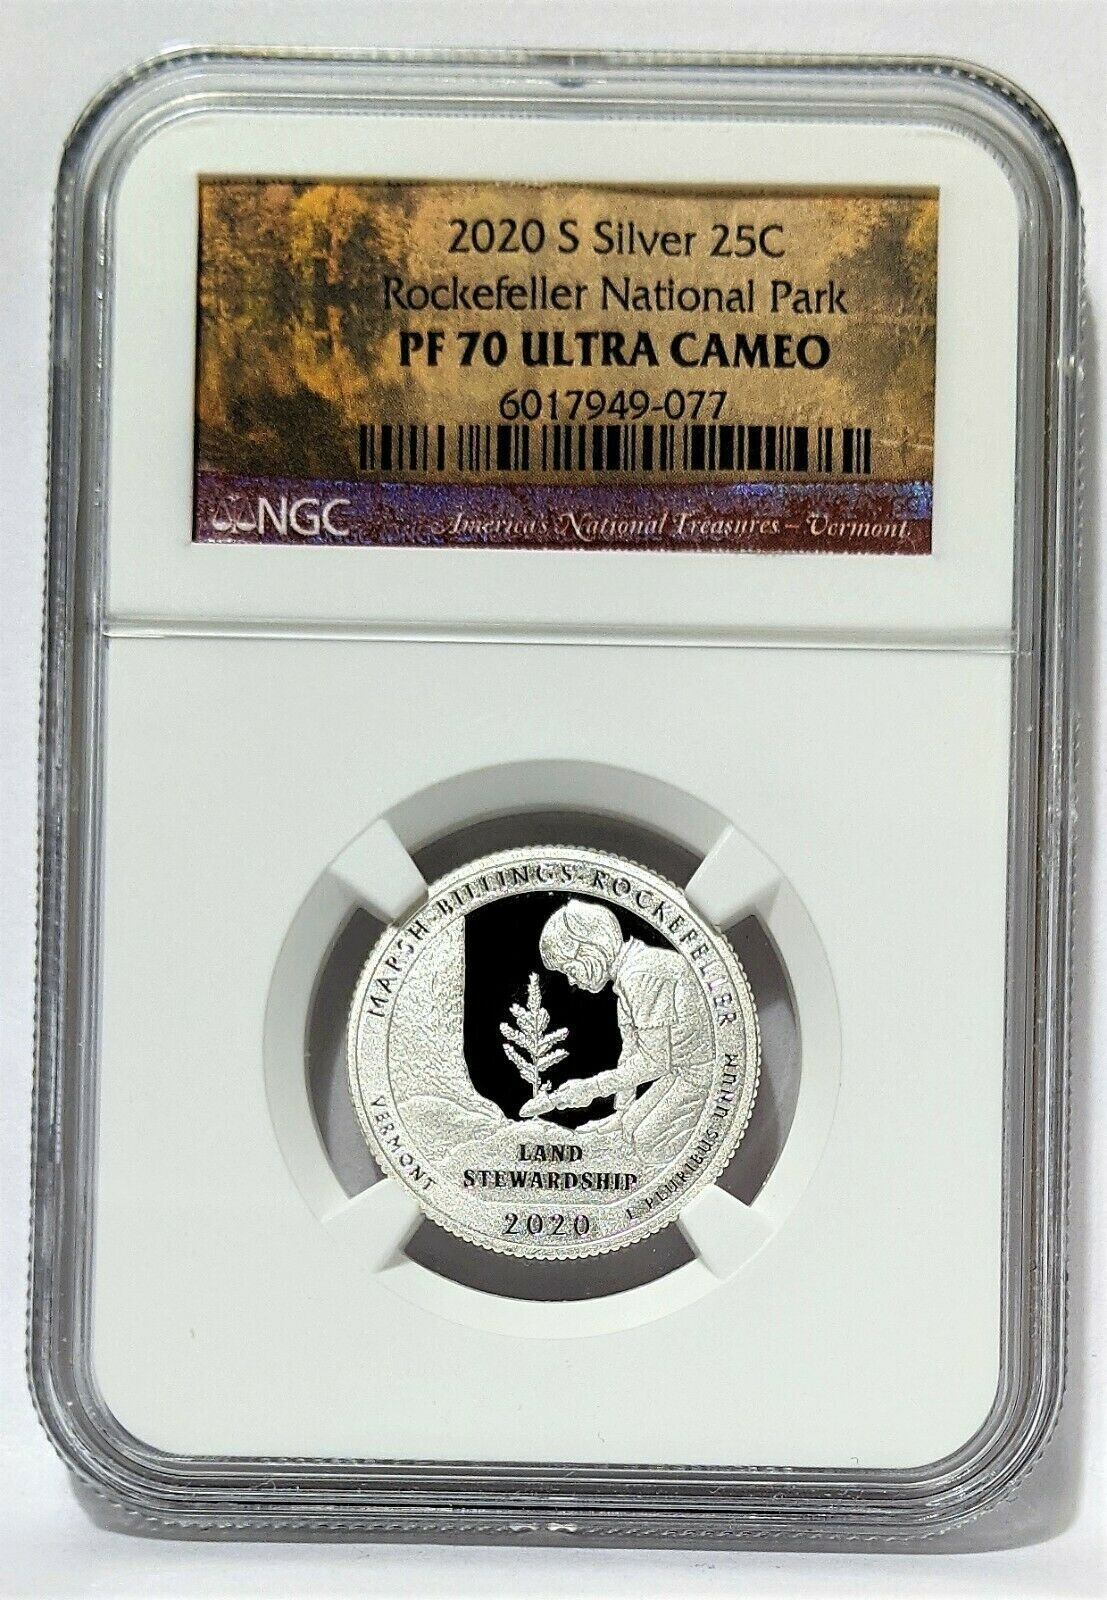 2020 S Silver 25C
Rockefeller National Park
PF 70 ULTRA CAMEO
6017949-077
NGC
America's National Treasures – Vermont
MARSH-BILLINGS-ROCKEFELLER
VERMONT
LAND
STEWARDSHIP
2020
E PLURIBUS UNUM